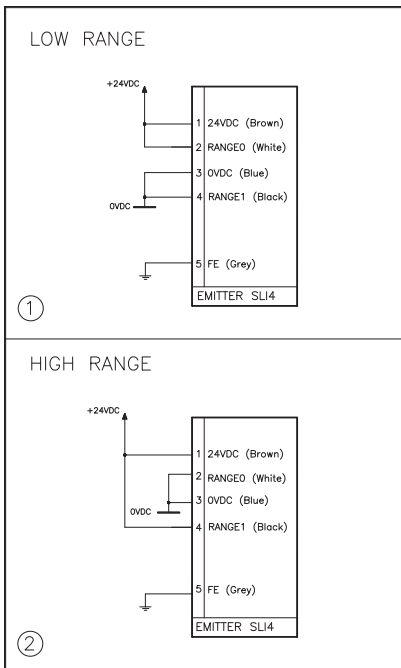 LOW RANGE
+24VDC
1 24VDC (Brown)
2 RANGE0 (White)
3 0VDC (Blue)
4 RANGE1 (Black)
0VDC
5 FE (Grey)
EMITTER SLI4
1
HIGH RANGE
+24VDC
1 24VDC (Brown)
2 RANGE0 (White)
3 0VDC (Blue)
0VDC
4 RANGE1 (Black)
5 FE (Grey)
EMITTER SLI4
2